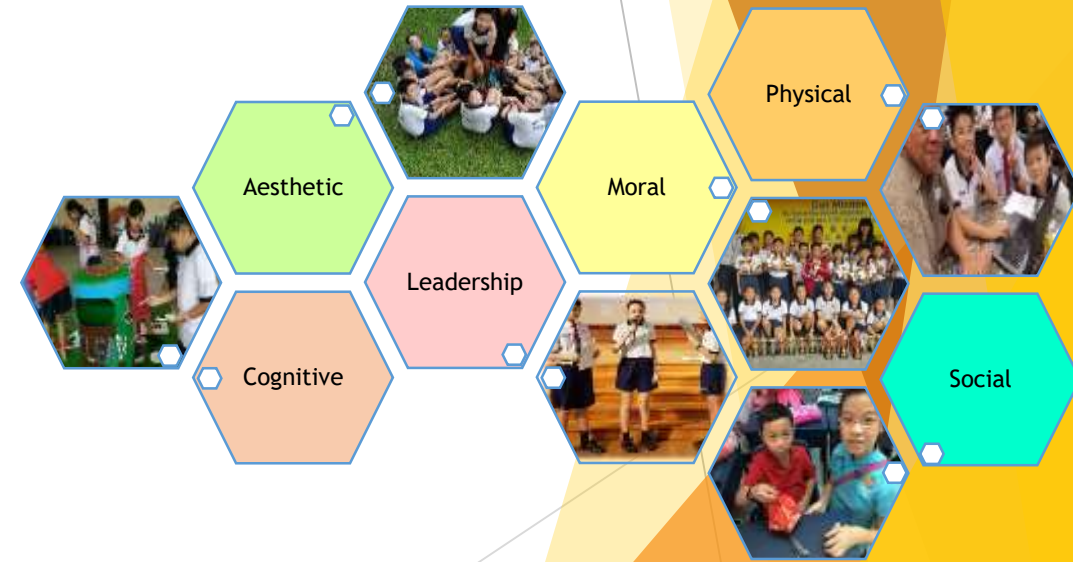 Physical
Aesthetic
Moral
Leadership
Cognitive
Social